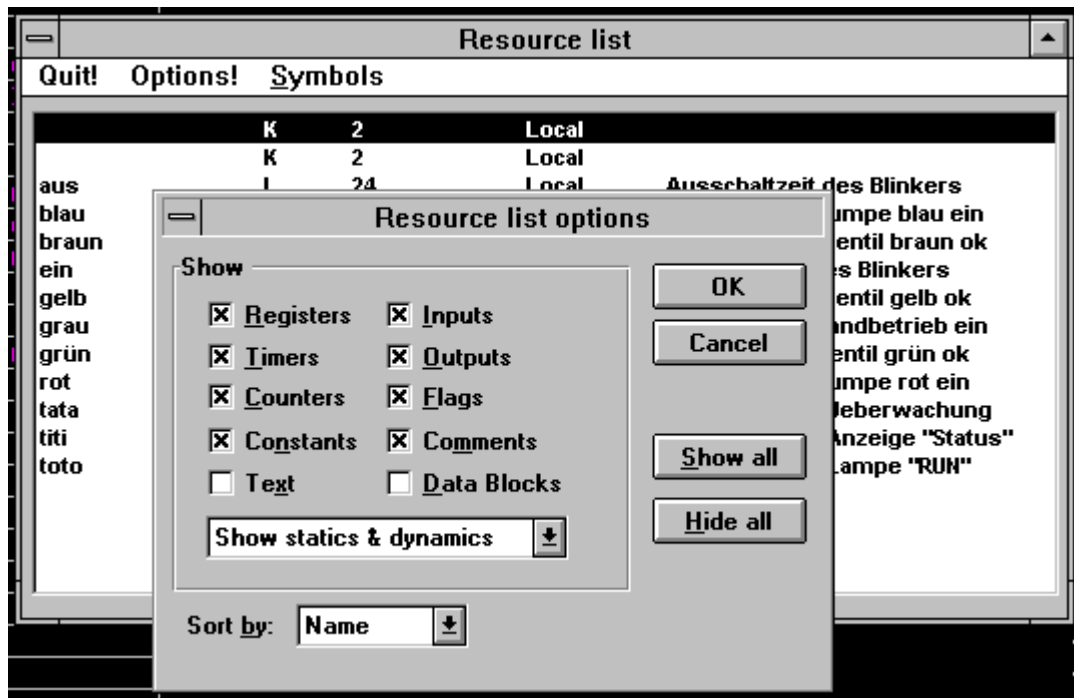 Resource list
Quit! Options! Symbols
K 2 Local
K 2 Local
aus 24 Local Ausschaltzeit des Blinkers
blau umpe blau ein
braun entil braun ok
ein s Blinkers
gelb entil gelb ok
grau andbetrieb ein
grün entil grün ok
rot umpe rot ein
tata eberwachung
titi Anzeige "Status"
toto ampe "RUN"
Resource list options
Show
Registers Inputs
Timers Outputs
Counters Flags
Constants Comments
Text Data Blocks
Show statics & dynamics
Sort by: Name
OK
Cancel
Show all
Hide all